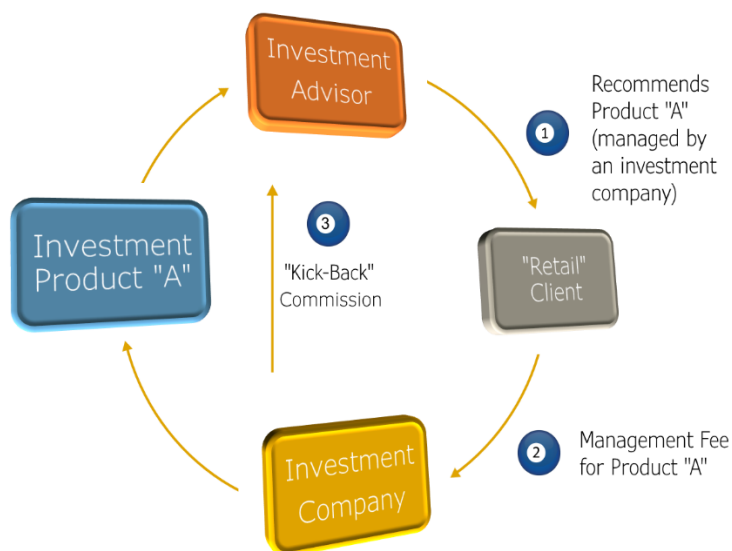 Investment
Advisor
1
Recommends
Product "A"
(managed by
an investment
company)
Investment
Product "A"
3
"Kick-Back"
Commission
"Retail"
Client
2
Management Fee
for Product "A"
Investment
Company